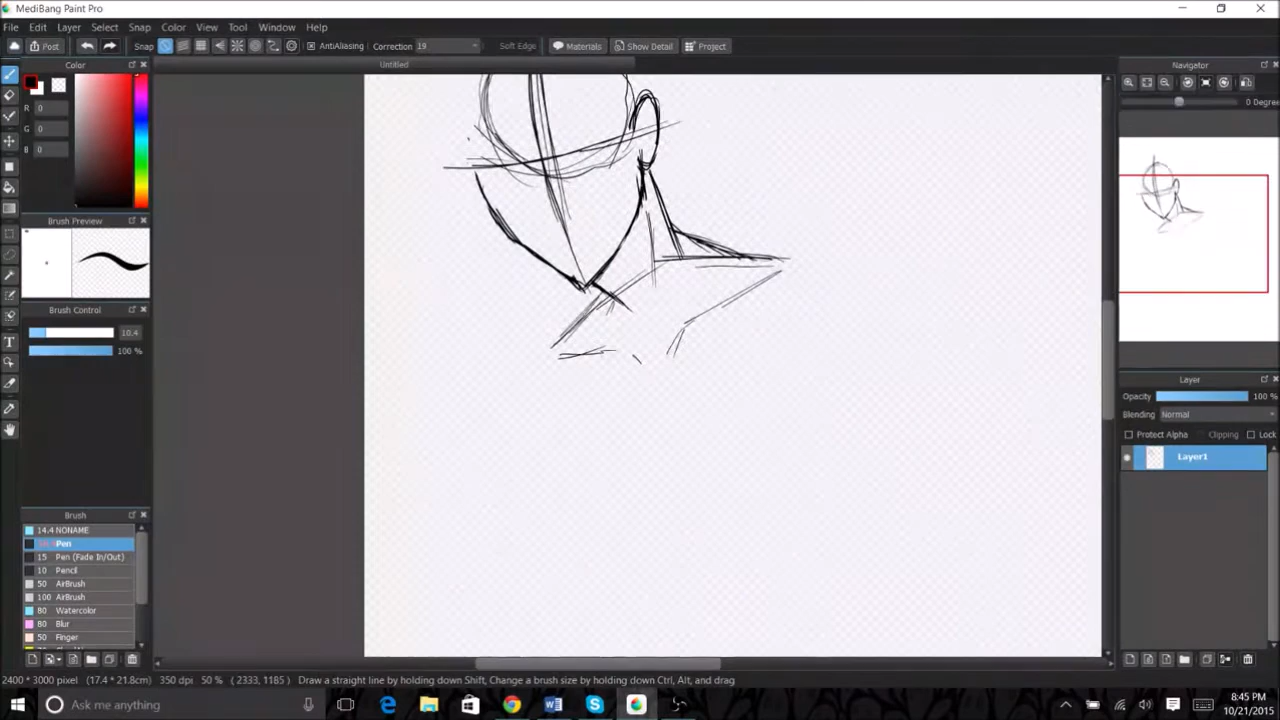 MediBang Paint Pro
File Edit Layer Select Snap Color View Tool Window Help
Post Snap AntiAliasing Correction 19 Soft Edge Materials Show Detail Project
Color
Untitled
Navigator
R 0
G 0
B 0
0 Degree
Brush Preview
Brush Control
10.4
100 %
Layer
Opacity 100 %
Blending Normal
Protect Alpha Clipping Lock
Layer1
Brush
14.4 NONAME
Pen
15 Pen (Fade In/Out)
10 Pencil
50 AirBrush
100 AirBrush
80 Watercolor
80 Blur
50 Finger
2400 * 3000 pixel (17.4 * 21.8cm) 350 dpi 50 % ( 2333, 1185) Draw a straight line by holding down Shift, Change a brush size by holding down Ctrl, Alt, and drag
Ask me anything
8:45 PM
10/21/2015